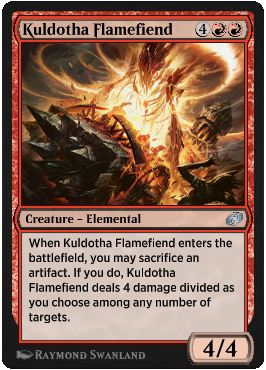 Kuldotha Flamefiend 4
Creature – Elemental
When Kuldotha Flamefiend enters the
battlefield, you may sacrifice an
artifact. If you do, Kuldotha
Flamefiend deals 4 damage divided as
you choose among any number of
targets.
4/4
RAYMOND SWANLAND